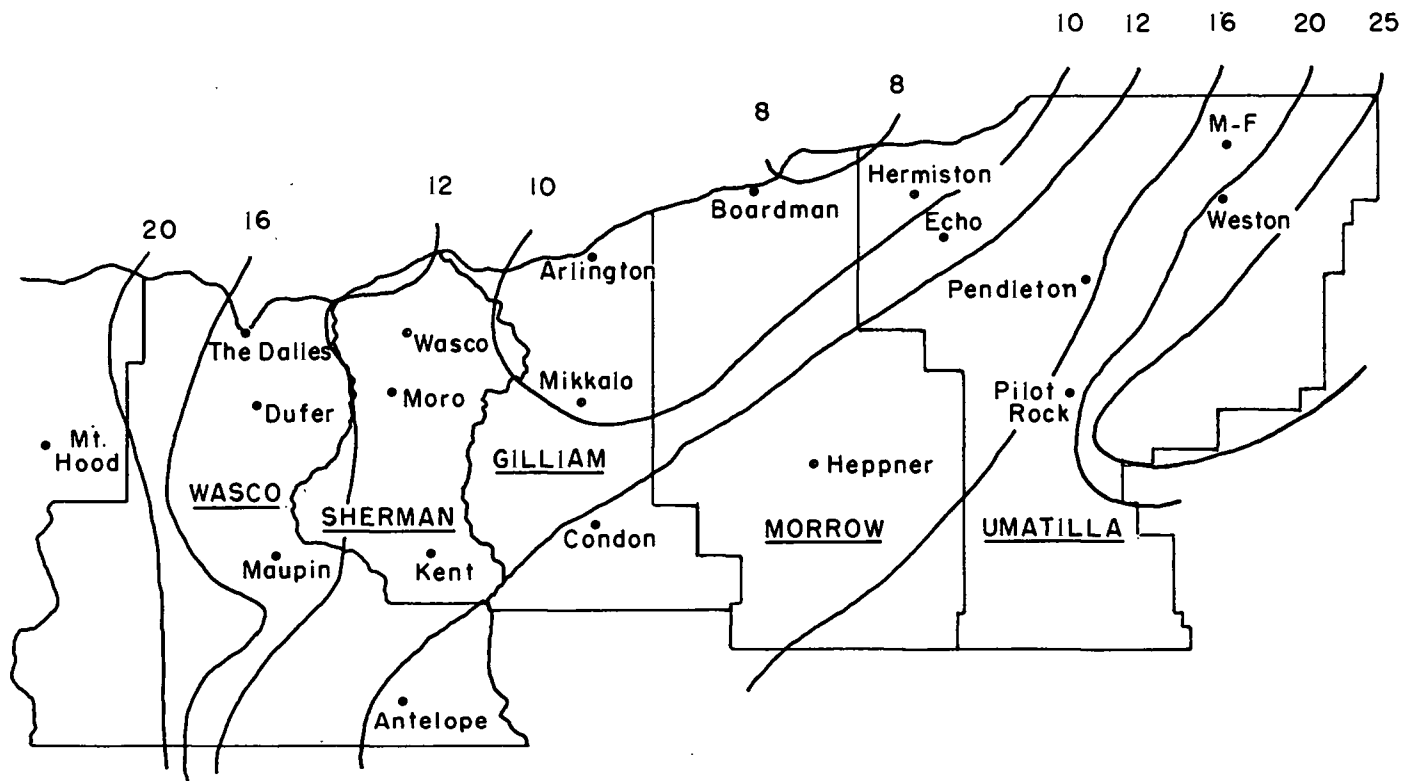 10 12 16 20 25
8 8
M-F
12 10
Hermiston
Boardman
Weston
20 16
Echo
Arlington
Pendleton
The Dalles
Wasco
Mikkalo
Moro
Pilot
Rock
Dufer
Mt.
Hood
GILLIAM
Heppner
WASCO
SHERMAN
Condon
MORROW
UMATILLA
Maupin
Kent
Antelope